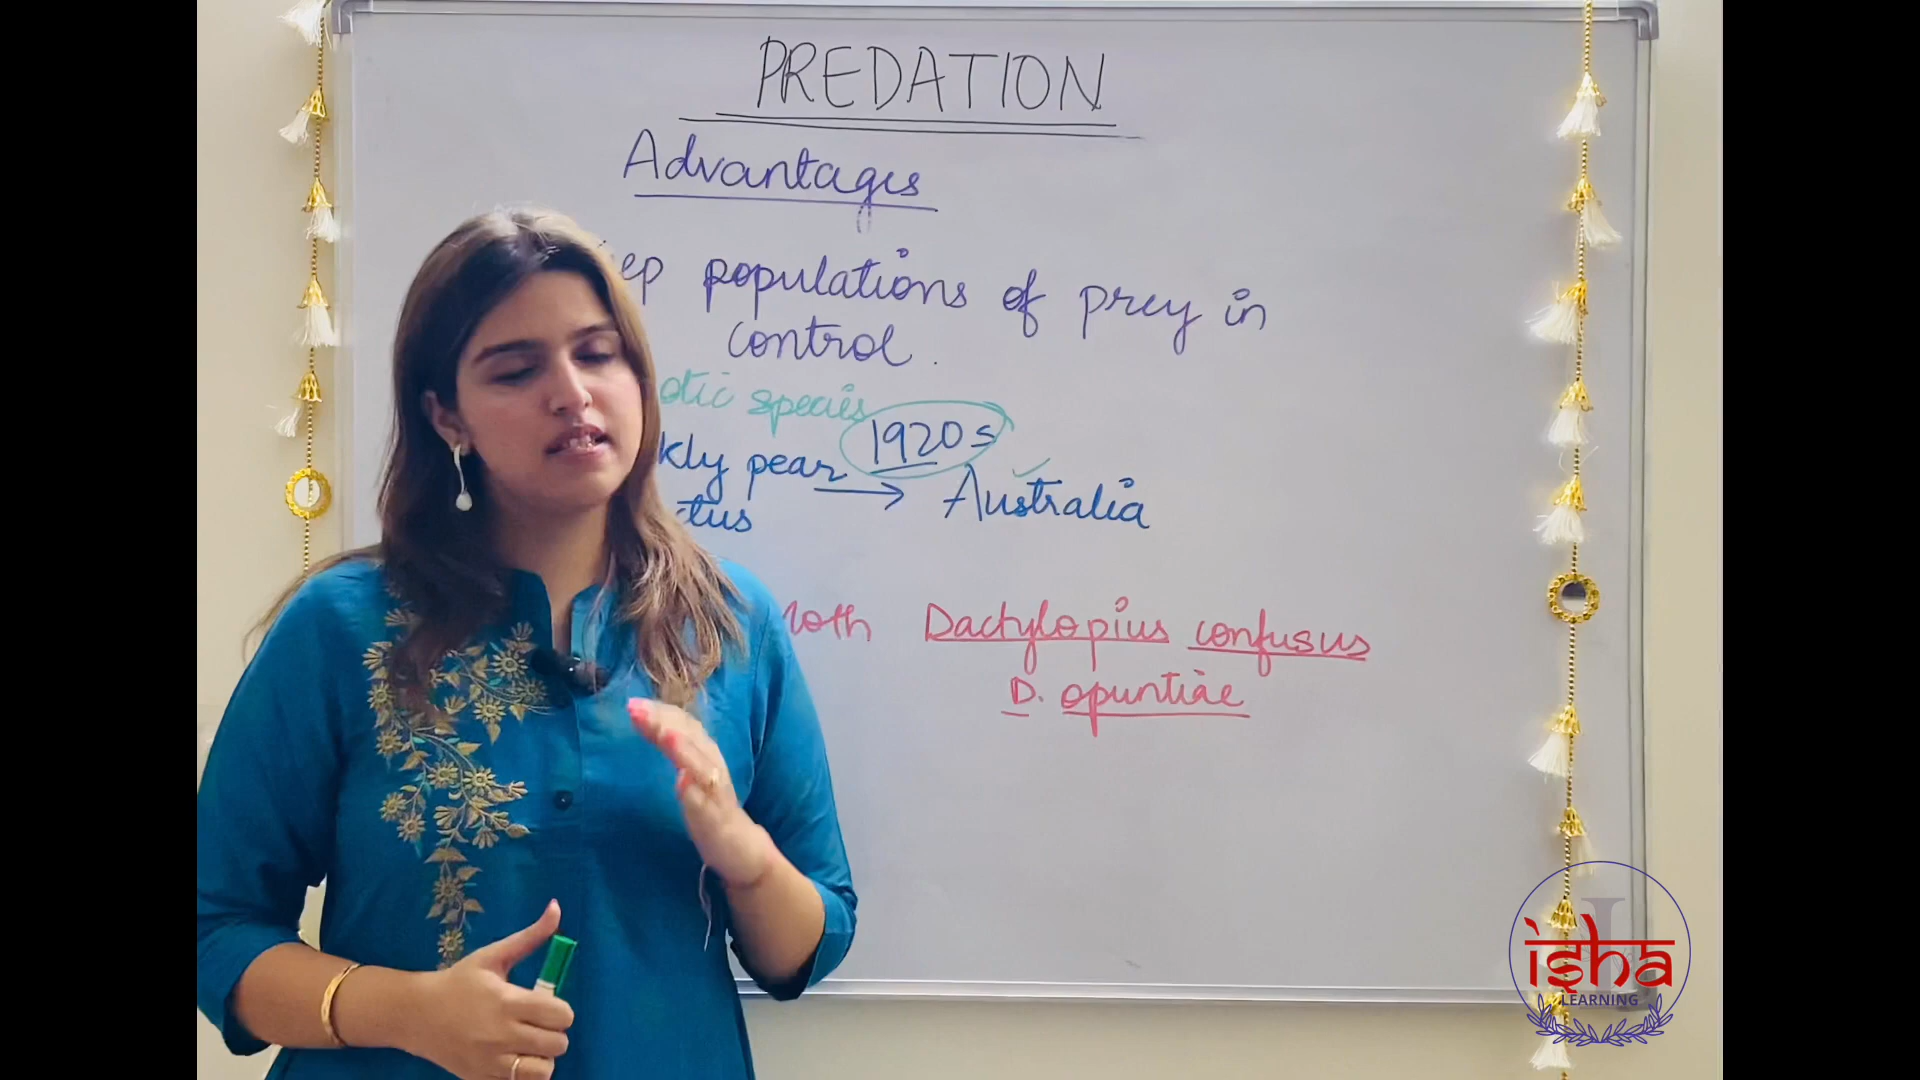 PREDATION
Advantages
populations of prey in
control.
species
1920s
pear → Australia
Dactylopius confusus
D. opuntiae
isha
LEARNING